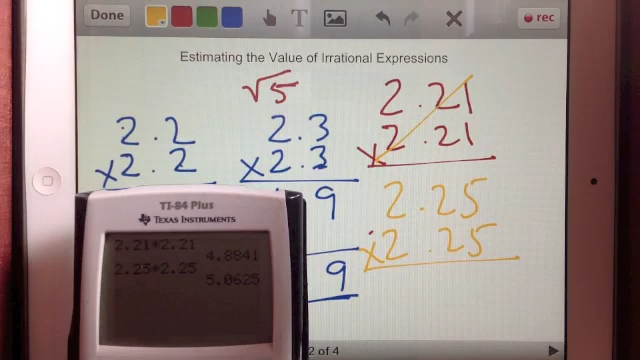 Done
T
rec
Estimating the Value of Irrational Expressions
√5
2.2
x2.2
2.3
x2.3
9
9
2.21
x2.21
2.25
x2.25
TI-84 Plus
TEXAS INSTRUMENTS
2.21*2.21
4.8841
2.25*2.25
5.0625
2 of 4